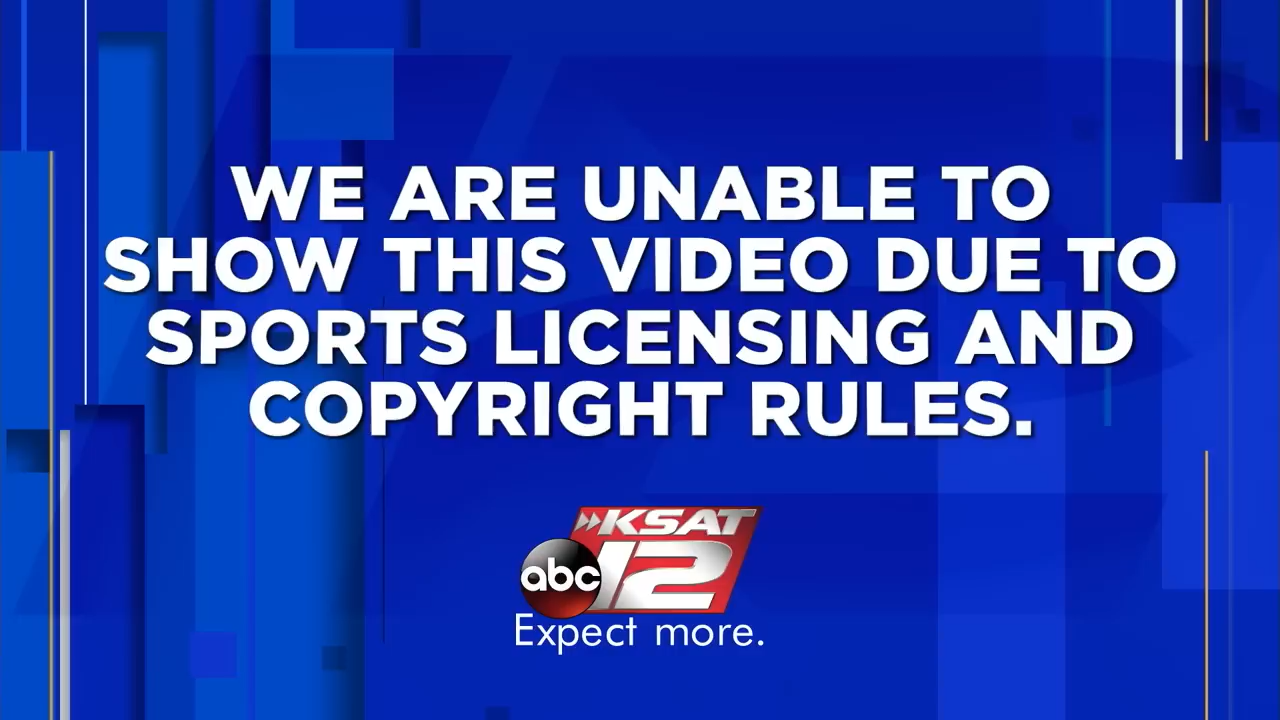 WE ARE UNABLE TO
SHOW THIS VIDEO DUE TO
SPORTS LICENSING AND
COPYRIGHT RULES.
KSAT
abc 12
Expect more.